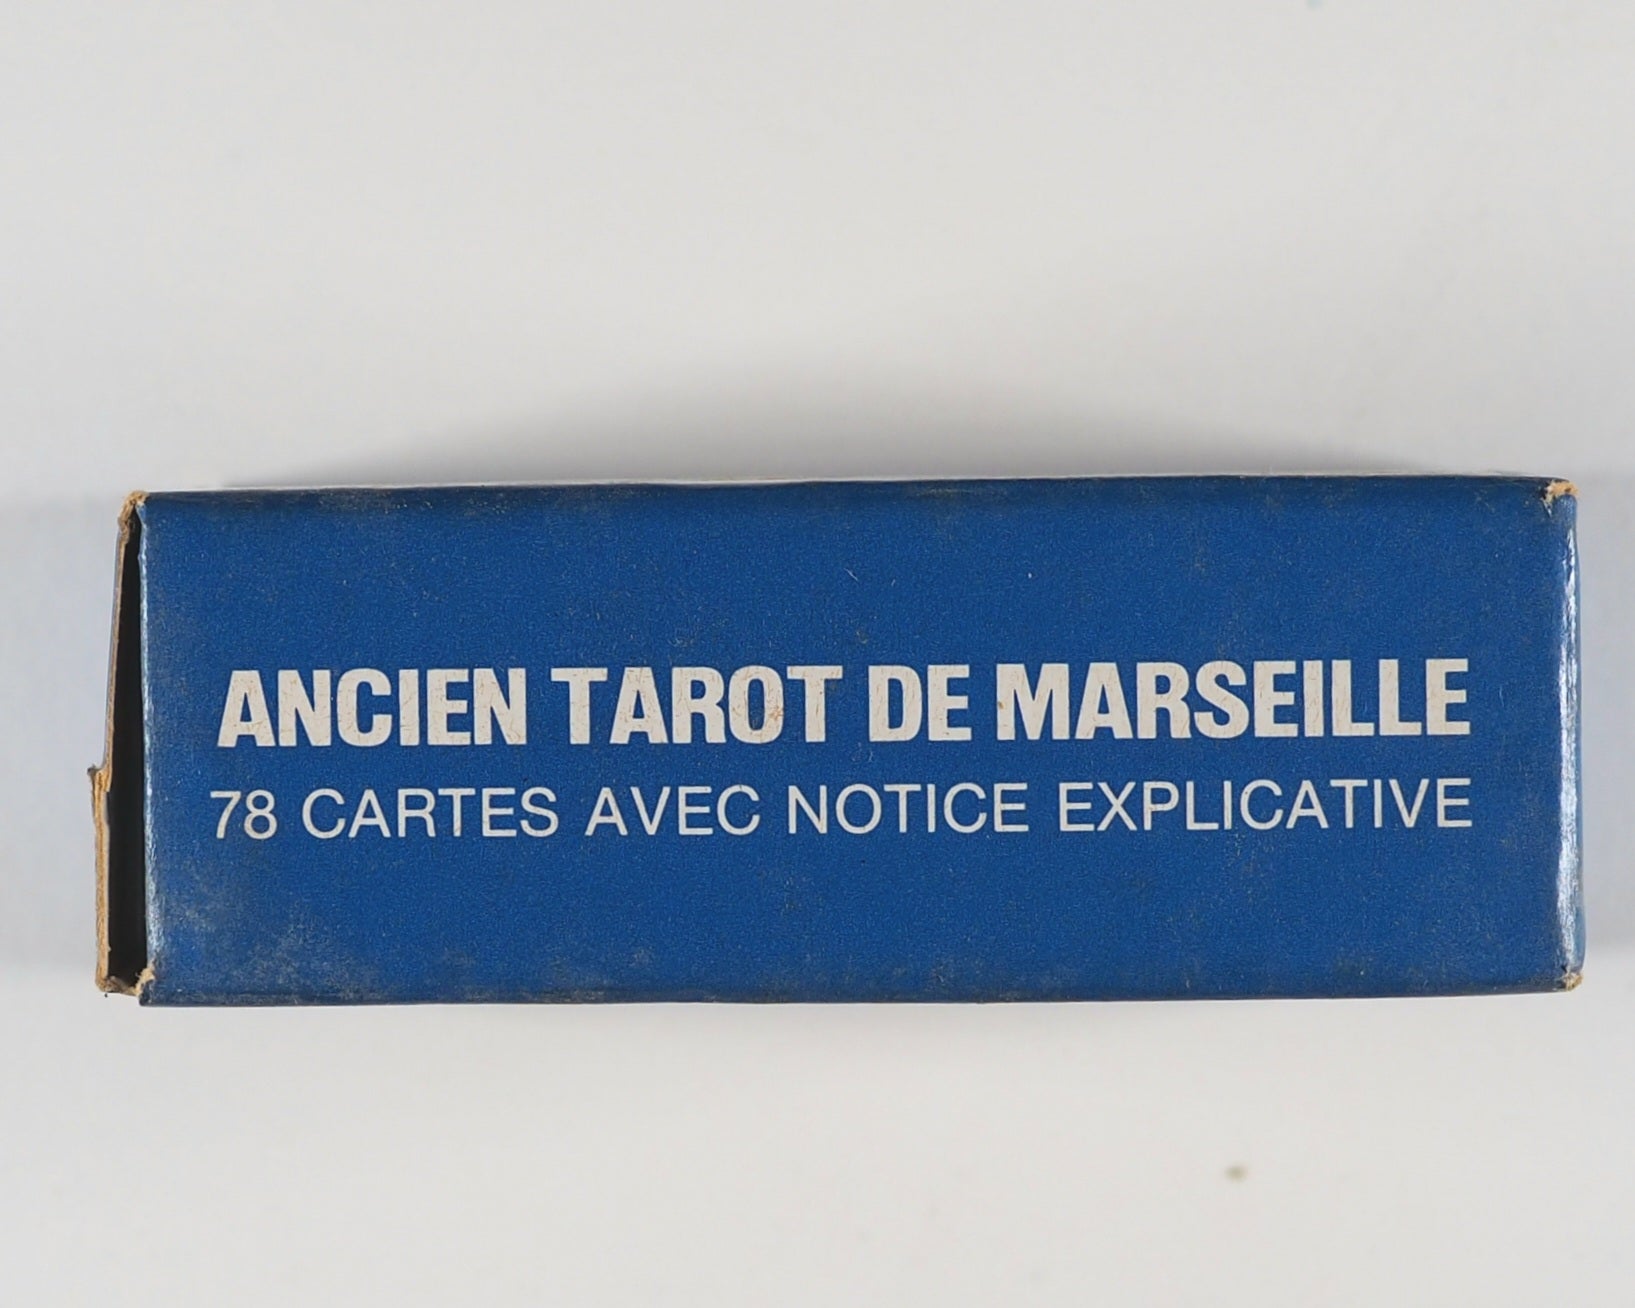 ANCIEN TAROT DE MARSEILLE
78 CARTES AVEC NOTICE EXPLICATIVE